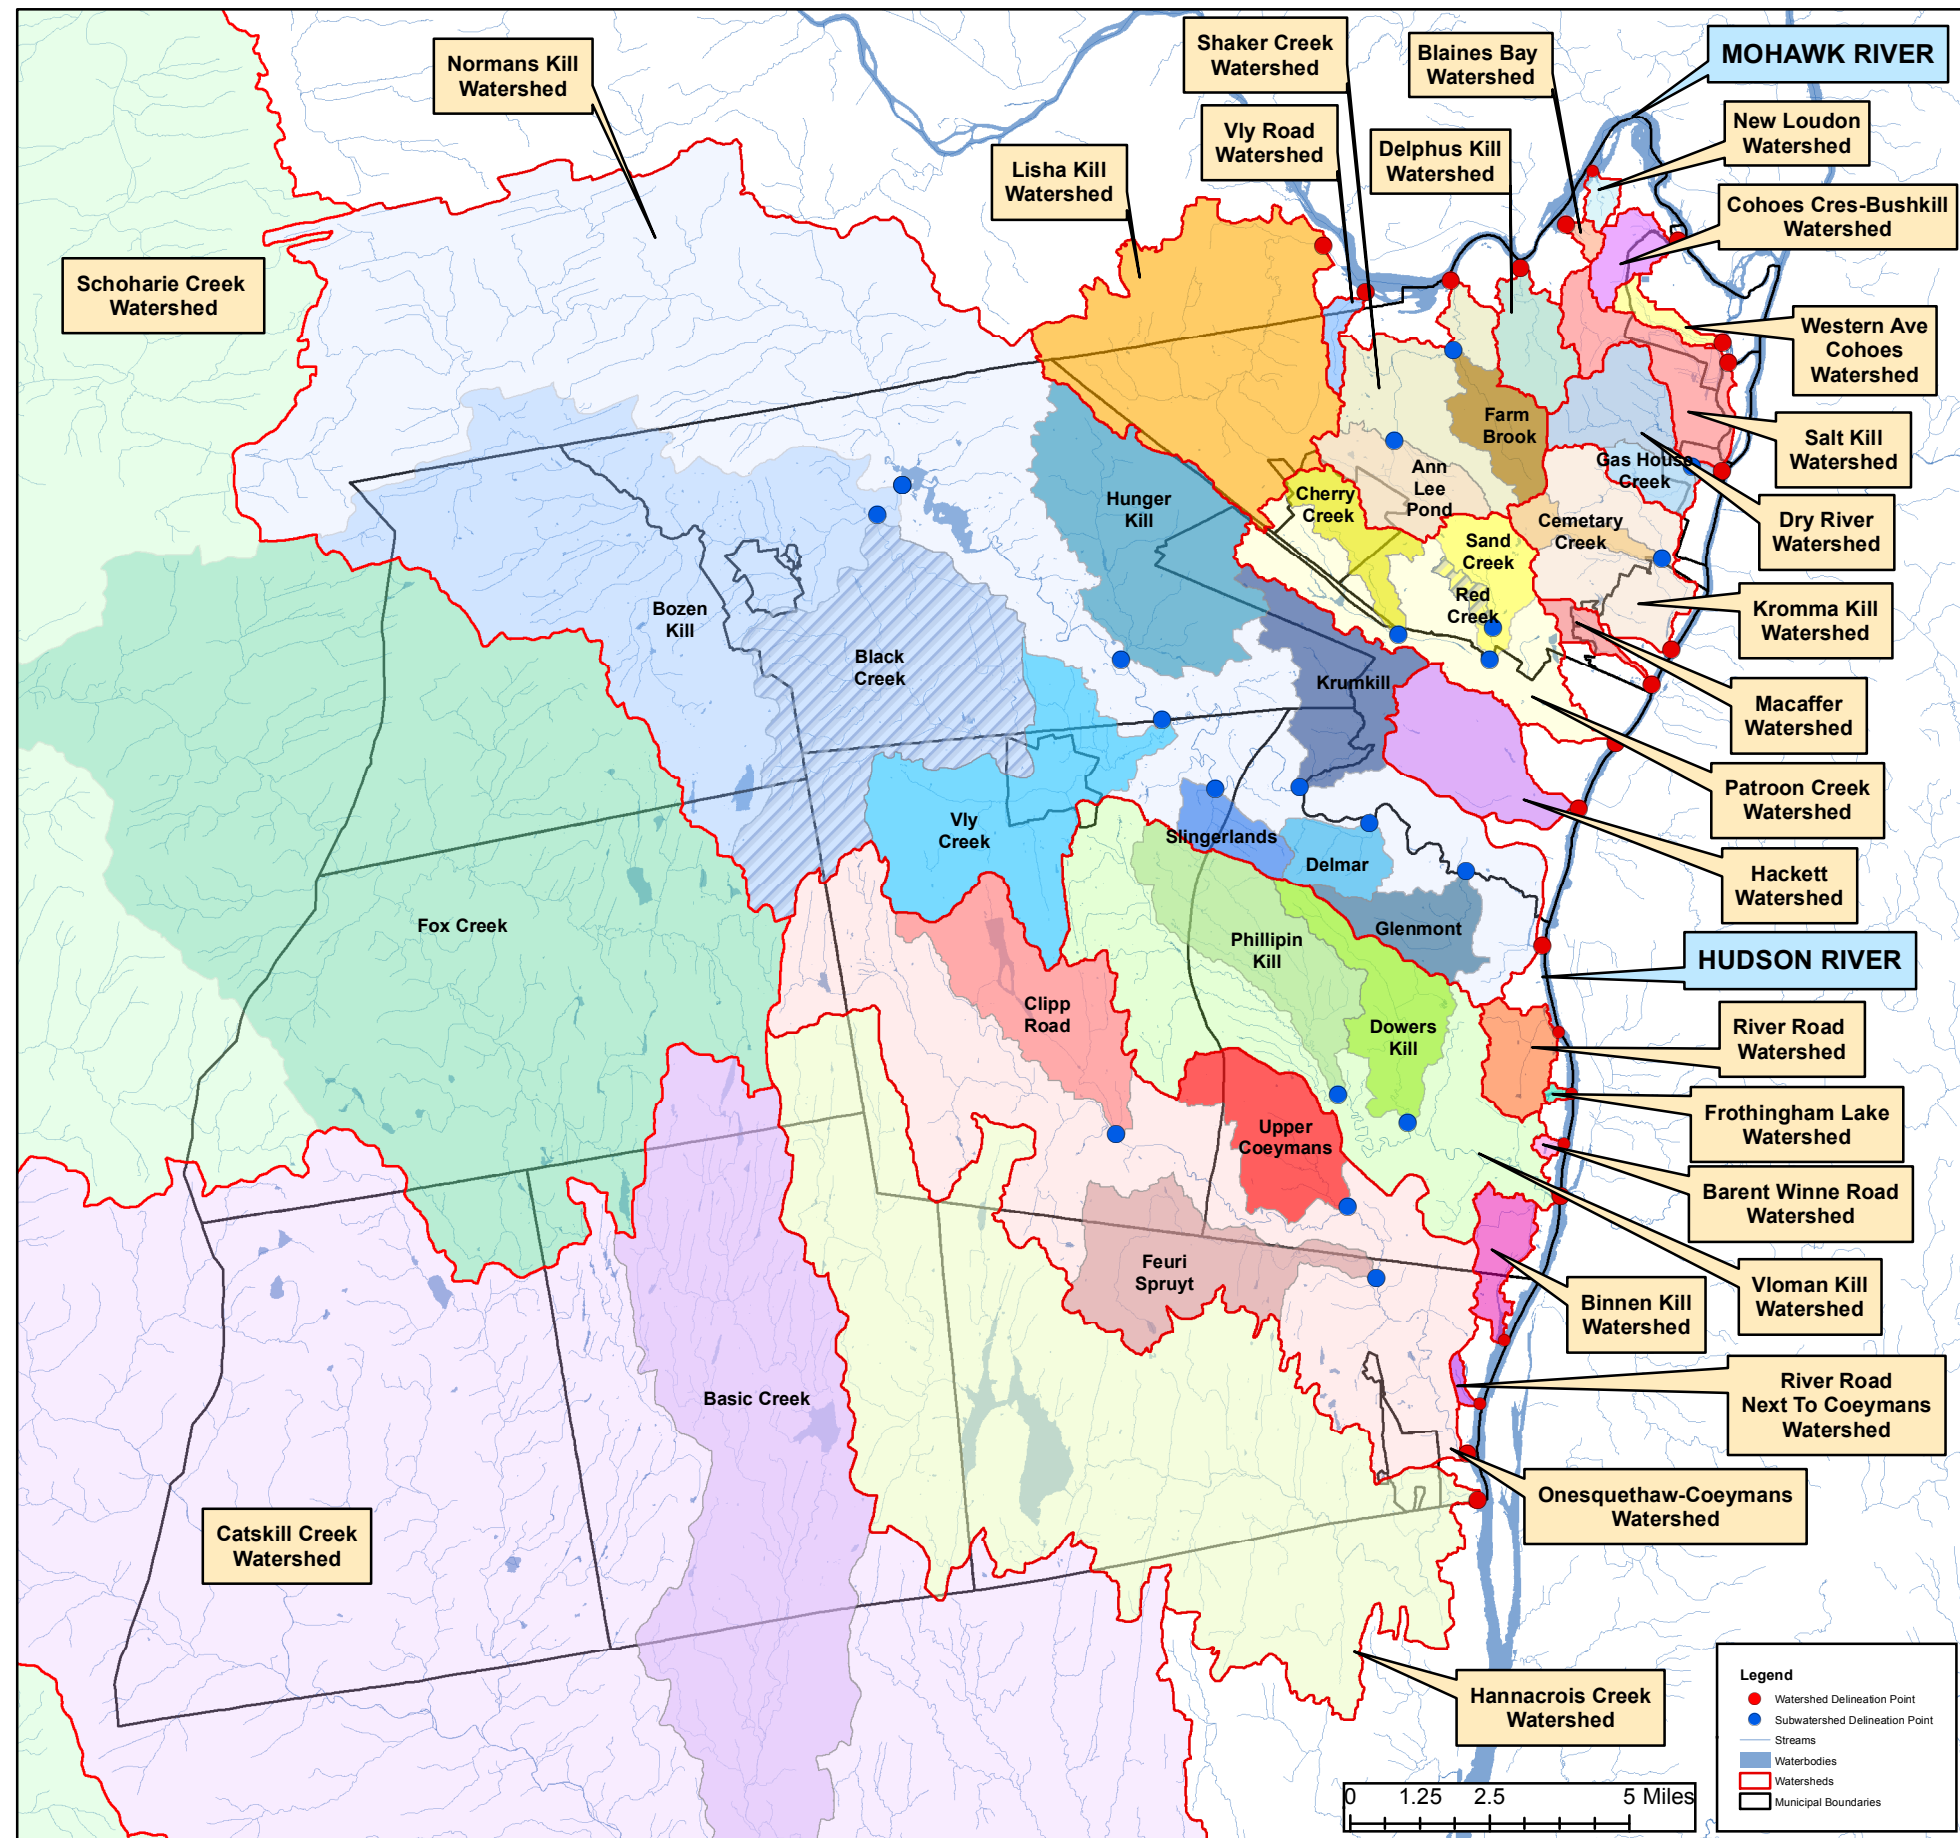 Normans Kill
Watershed
Shaker Creek
Watershed
Blaines Bay
Watershed
MOHAWK RIVER
Vly Road
Watershed
Delphus Kill
Watershed
New Loudon
Watershed
Lisha Kill
Watershed
Cohoes Cres-Bushkill
Watershed
Schoharie Creek
Watershed
Western Ave
Cohoes
Watershed
Farm
Brook
Salt Kill
Watershed
Ann
Lee
Pond
Gas House
Creek
Hunger
Kill
Cherry
Creek
Cemetary
Creek
Dry River
Watershed
Sand
Creek
Red
Creek
Bozen
Kill
Kromma Kill
Watershed
Black
Creek
Krumkill
Macaffer
Watershed
Patroon Creek
Watershed
Vly
Creek
Slingerlands
Delmar
Hackett
Watershed
Fox Creek
Phillipin
Kill
Glenmont
HUDSON RIVER
Clipp
Road
Dowers
Kill
River Road
Watershed
Upper
Coeymans
Frothingham Lake
Watershed
Barent Winne Road
Watershed
Feuri
Spruyt
Vloman Kill
Watershed
Binnen Kill
Watershed
Basic Creek
River Road
Next To Coeymans
Watershed
Catskill Creek
Watershed
Onesquethaw-Coeymans
Watershed
Hannacrois Creek
Watershed
Legend
Watershed Delineation Point
Subwatershed Delineation Point
Streams
Waterbodies
Watersheds
Municipal Boundaries
0 1.25 2.5 5 Miles